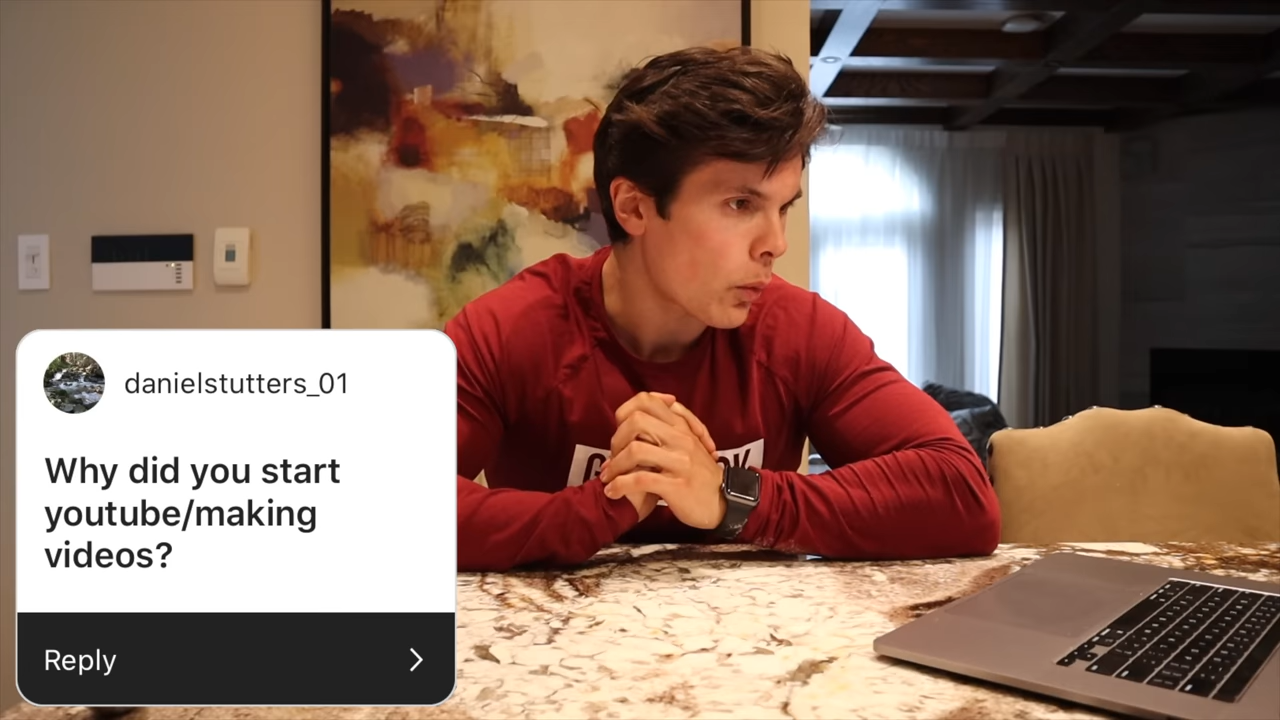 danielstutters_01
Why did you start
youtube/making
videos?
Reply